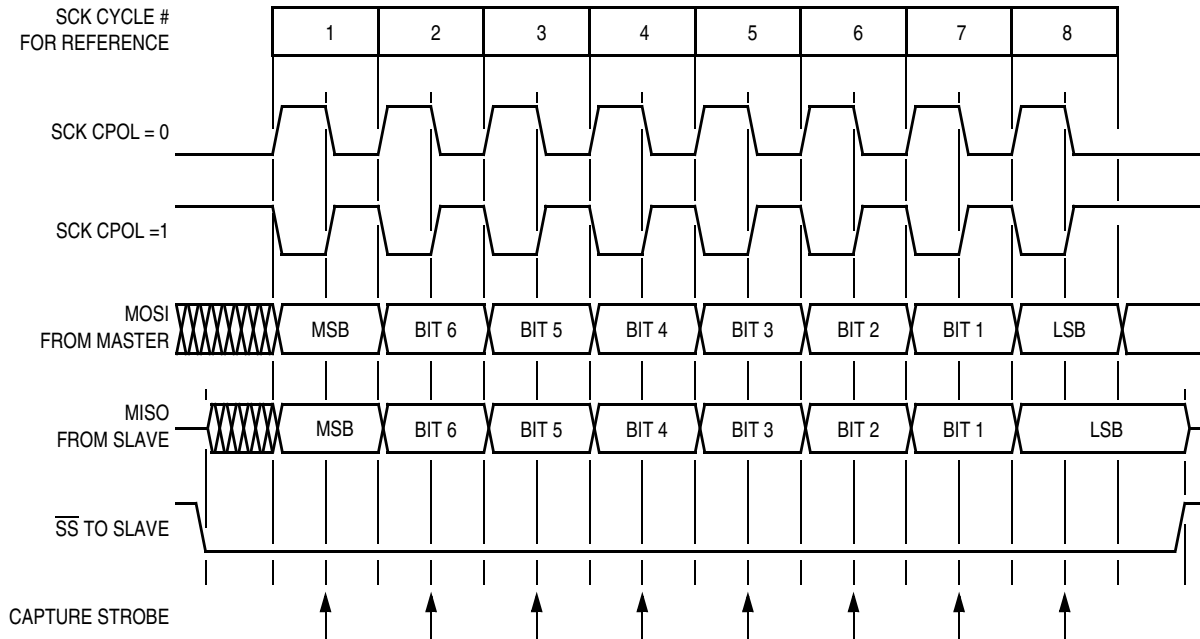 SCK CYCLE #
FOR REFERENCE
1 2 3 4 5 6 7 8
SCK CPOL = 0
SCK CPOL =1
MOSI
FROM MASTER
MSB BIT 6 BIT 5 BIT 4 BIT 3 BIT 2 BIT 1 LSB
MISO
FROM SLAVE
MSB BIT 6 BIT 5 BIT 4 BIT 3 BIT 2 BIT 1 LSB
S̅S̅ TO SLAVE
CAPTURE STROBE